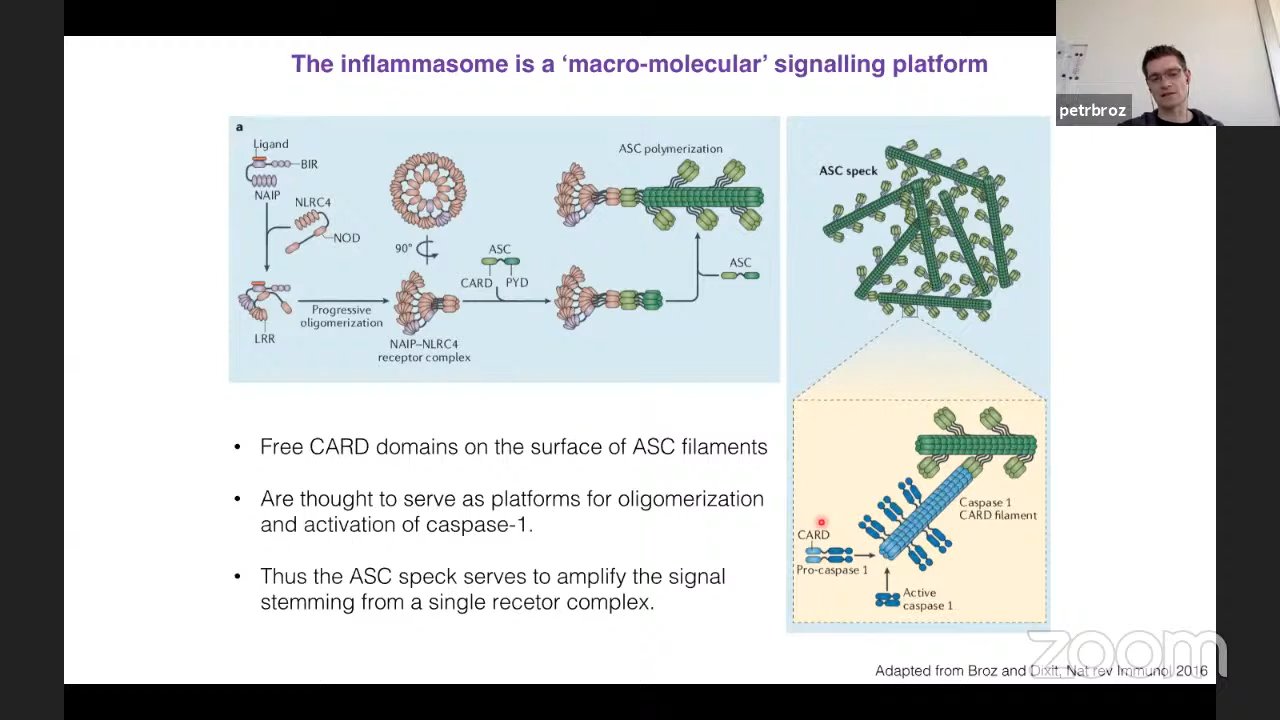 The inflammasome is a ‘macro-molecular’ signalling platform
petrbroz
a
Ligand
BIR
NAIP
NLRC4
NOD
LRR
Progressive
oligomerization
90°
NAIP–NLRC4
receptor complex
ASC
CARD PYD
ASC polymerization
ASC
ASC speck
Caspase 1
CARD filament
CARD
Pro-caspase 1
Active
caspase 1
• Free CARD domains on the surface of ASC filaments
• Are thought to serve as platforms for oligomerization
and activation of caspase-1.
• Thus the ASC speck serves to amplify the signal
stemming from a single recetor complex.
Adapted from Broz and Dixit, Nat rev Immunol 2016
zoom